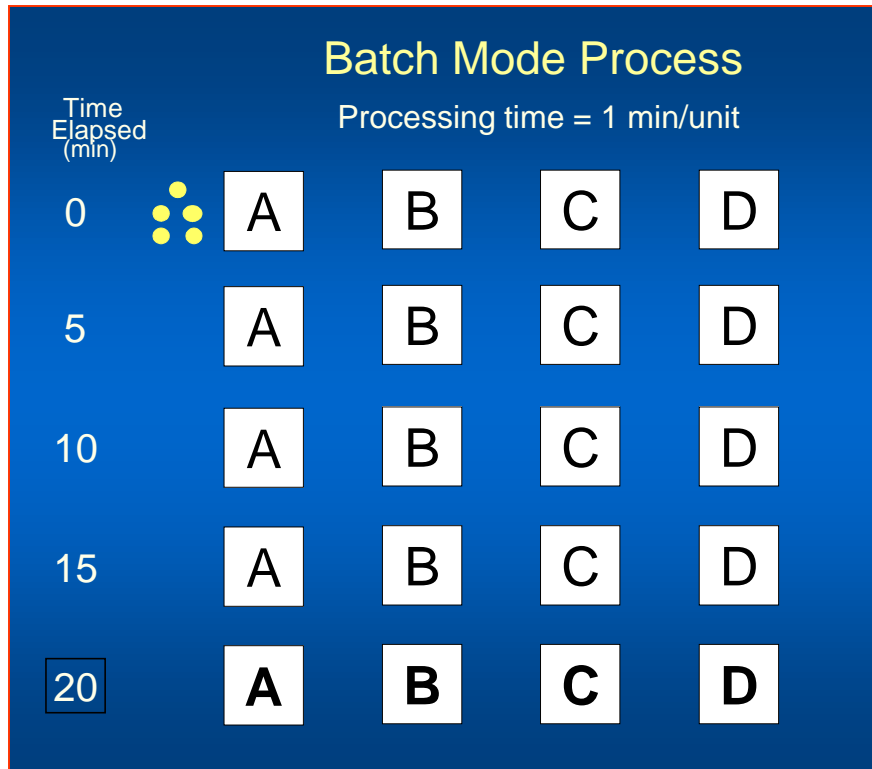 Batch Mode Process
Time
Elapsed
(min)
Processing time = 1 min/unit
0 A B C D
5 A B C D
10 A B C D
15 A B C D
20 A B C D